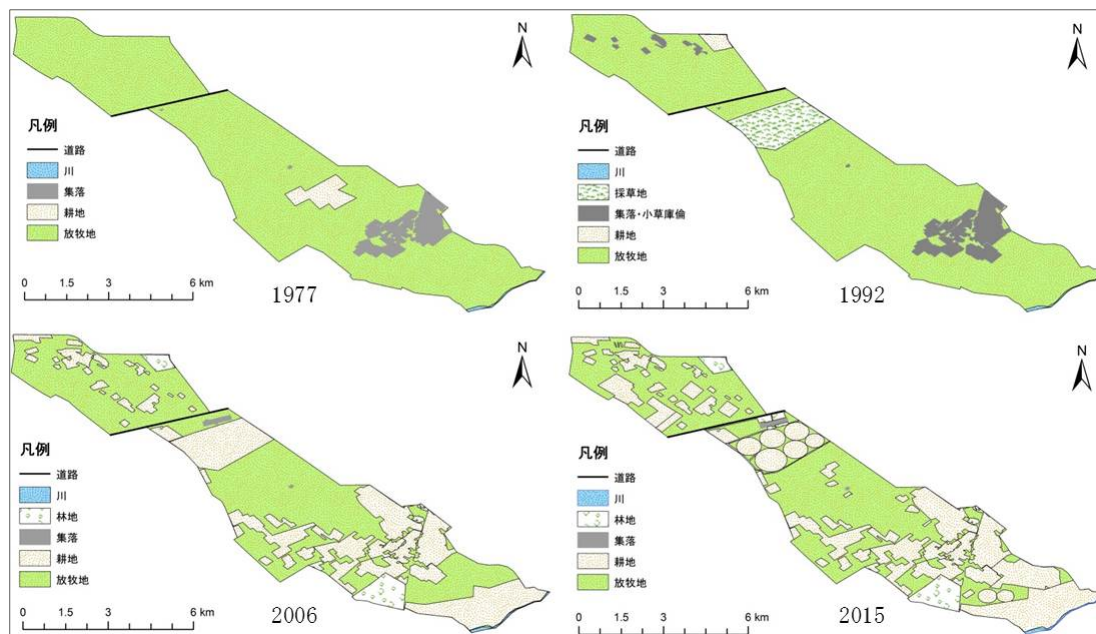 N
凡例
道路
川
集落
耕地
放牧地
0 1.5 3 6 km
1977
N
凡例
道路
川
採草地
集落・小草庫倫
耕地
放牧地
0 1.5 3 6 km
1992
N
凡例
道路
川
林地
集落
耕地
放牧地
0 1.5 3 6 km
2006
N
凡例
道路
川
林地
集落
耕地
放牧地
0 1.5 3 6 km
2015